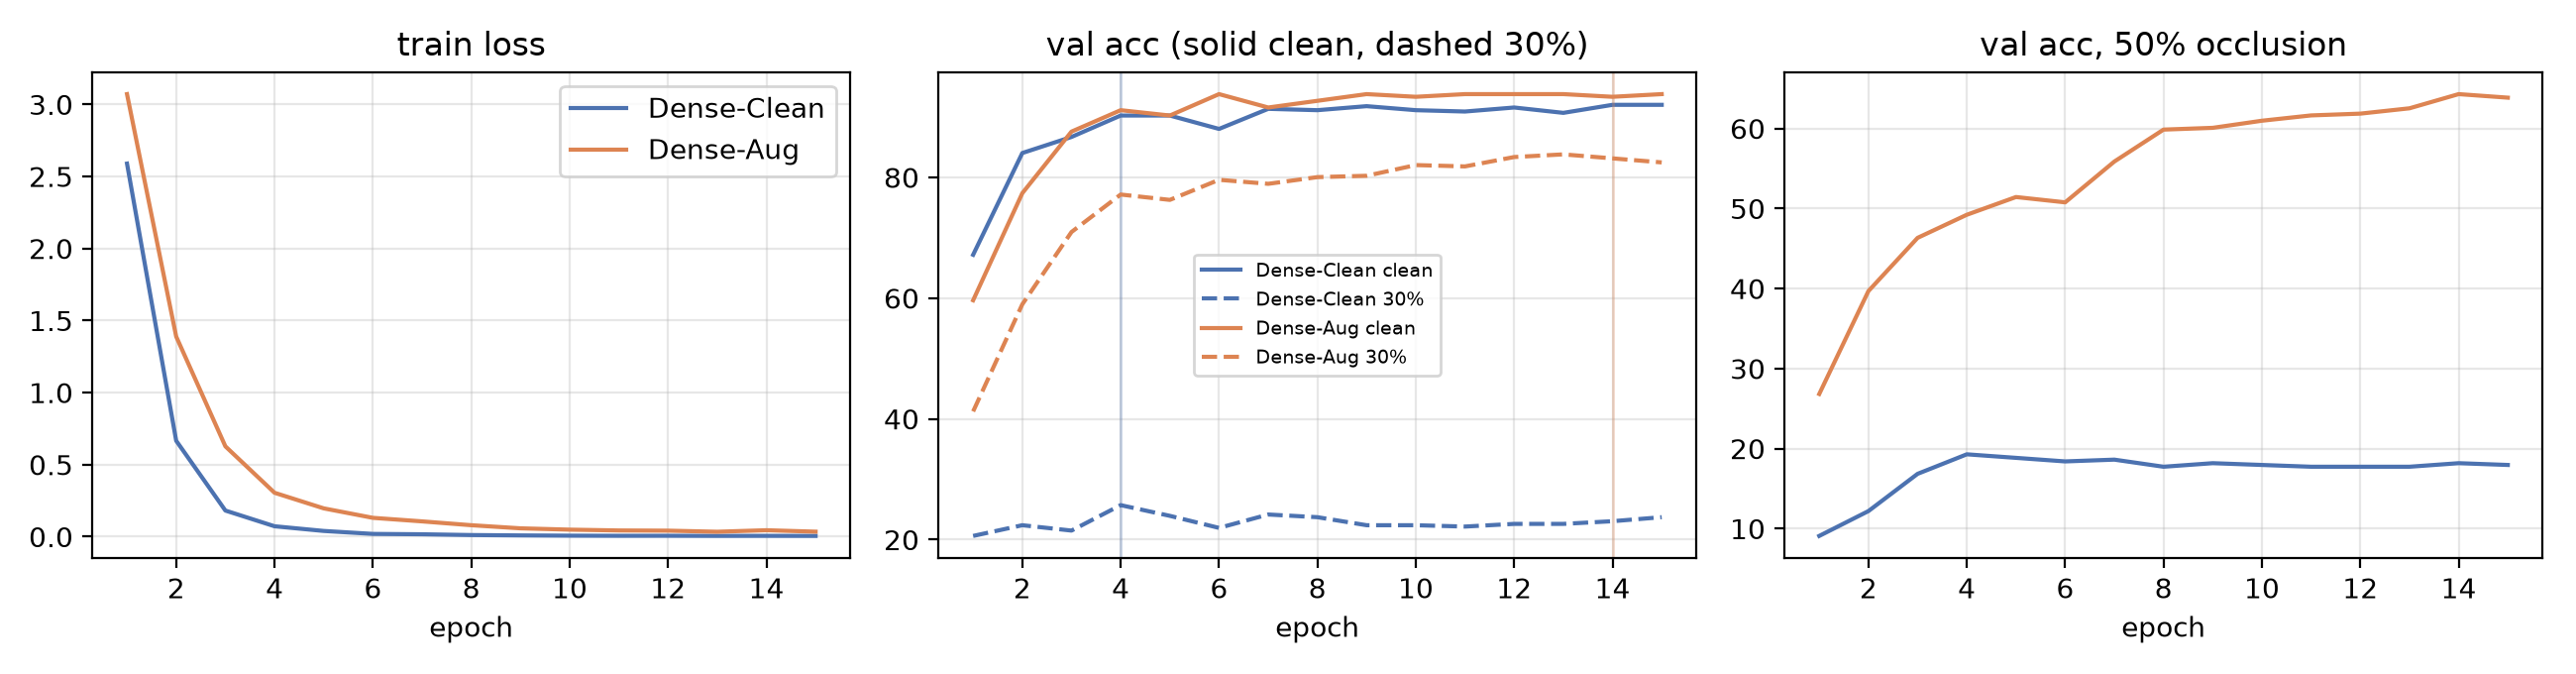 train loss
3.0
2.5
2.0
1.5
1.0
0.5
0.0
2 4 6 8 10 12 14
epoch
Dense-Clean
Dense-Aug
val acc (solid clean, dashed 30%)
80
60
40
20
2 4 6 8 10 12 14
epoch
Dense-Clean clean
Dense-Clean 30%
Dense-Aug clean
Dense-Aug 30%
val acc, 50% occlusion
60
50
40
30
20
10
2 4 6 8 10 12 14
epoch